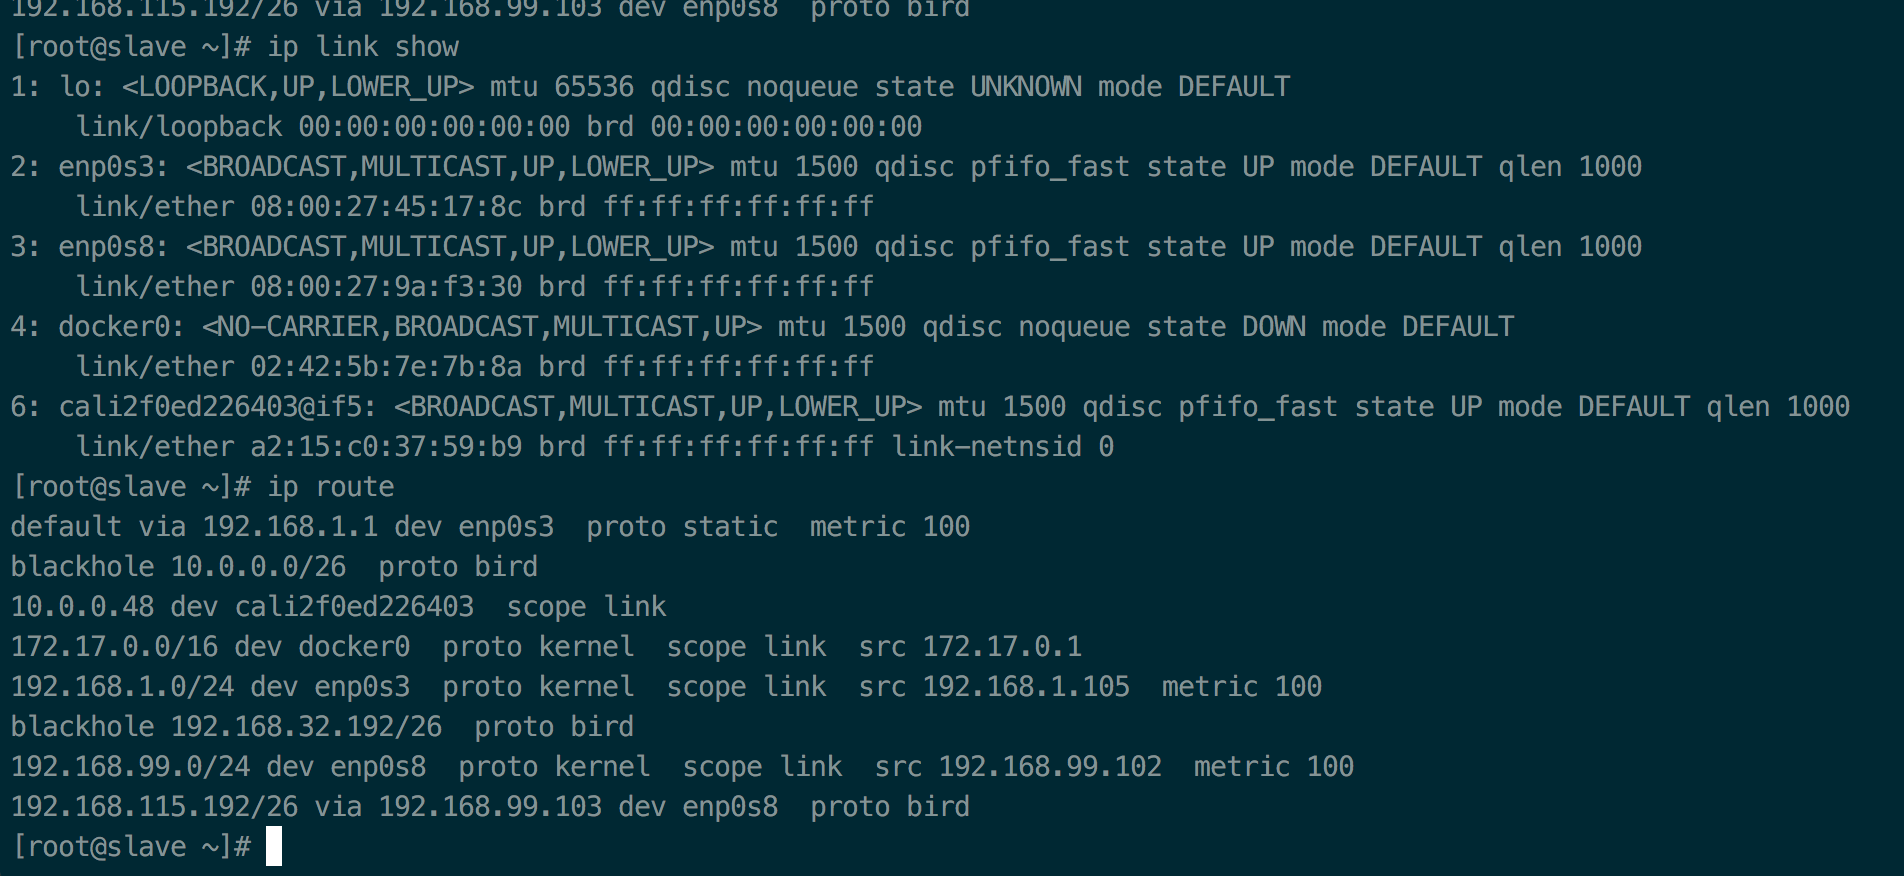 192.168.115.192/26 via 192.168.99.103 dev enp0s8  proto bird
[root@slave ~]# ip link show
1: lo: <LOOPBACK,UP,LOWER_UP> mtu 65536 qdisc noqueue state UNKNOWN mode DEFAULT
    link/loopback 00:00:00:00:00:00 brd 00:00:00:00:00:00
2: enp0s3: <BROADCAST,MULTICAST,UP,LOWER_UP> mtu 1500 qdisc pfifo_fast state UP mode DEFAULT qlen 1000
    link/ether 08:00:27:45:17:8c brd ff:ff:ff:ff:ff:ff
3: enp0s8: <BROADCAST,MULTICAST,UP,LOWER_UP> mtu 1500 qdisc pfifo_fast state UP mode DEFAULT qlen 1000
    link/ether 08:00:27:9a:f3:30 brd ff:ff:ff:ff:ff:ff
4: docker0: <NO-CARRIER,BROADCAST,MULTICAST,UP> mtu 1500 qdisc noqueue state DOWN mode DEFAULT
    link/ether 02:42:5b:7e:7b:8a brd ff:ff:ff:ff:ff:ff
6: cali2f0ed226403@if5: <BROADCAST,MULTICAST,UP,LOWER_UP> mtu 1500 qdisc pfifo_fast state UP mode DEFAULT qlen 1000
    link/ether a2:15:c0:37:59:b9 brd ff:ff:ff:ff:ff:ff link-netnsid 0
[root@slave ~]# ip route
default via 192.168.1.1 dev enp0s3  proto static  metric 100
blackhole 10.0.0.0/26  proto bird
10.0.0.48 dev cali2f0ed226403  scope link
172.17.0.0/16 dev docker0  proto kernel  scope link  src 172.17.0.1
192.168.1.0/24 dev enp0s3  proto kernel  scope link  src 192.168.1.105  metric 100
blackhole 192.168.32.192/26  proto bird
192.168.99.0/24 dev enp0s8  proto kernel  scope link  src 192.168.99.102  metric 100
192.168.115.192/26 via 192.168.99.103 dev enp0s8  proto bird
[root@slave ~]#